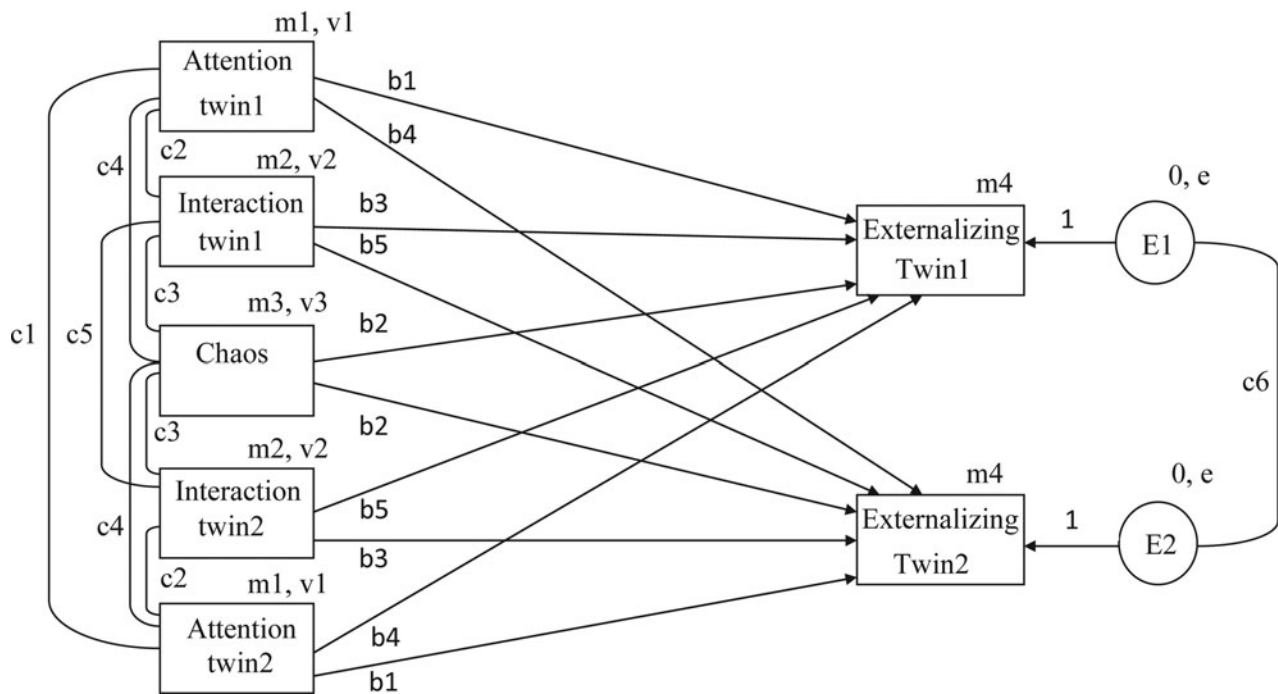 m1, v1
Attention
twin1
b1
b4
c2
c4
m2, v2
Interaction
twin1
b3
b5
m4
0, e
Externalizing
Twin1
1
E1
c3
m3, v3
Chaos
b2
c1
c5
c6
b2
c3
m2, v2
Interaction
twin2
b5
b3
m4
0, e
Externalizing
Twin2
1
E2
c4
c2
m1, v1
Attention
twin2
b4
b1